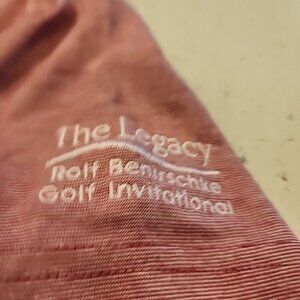 The Legacy
Rolf Benirschke
Golf Invitational